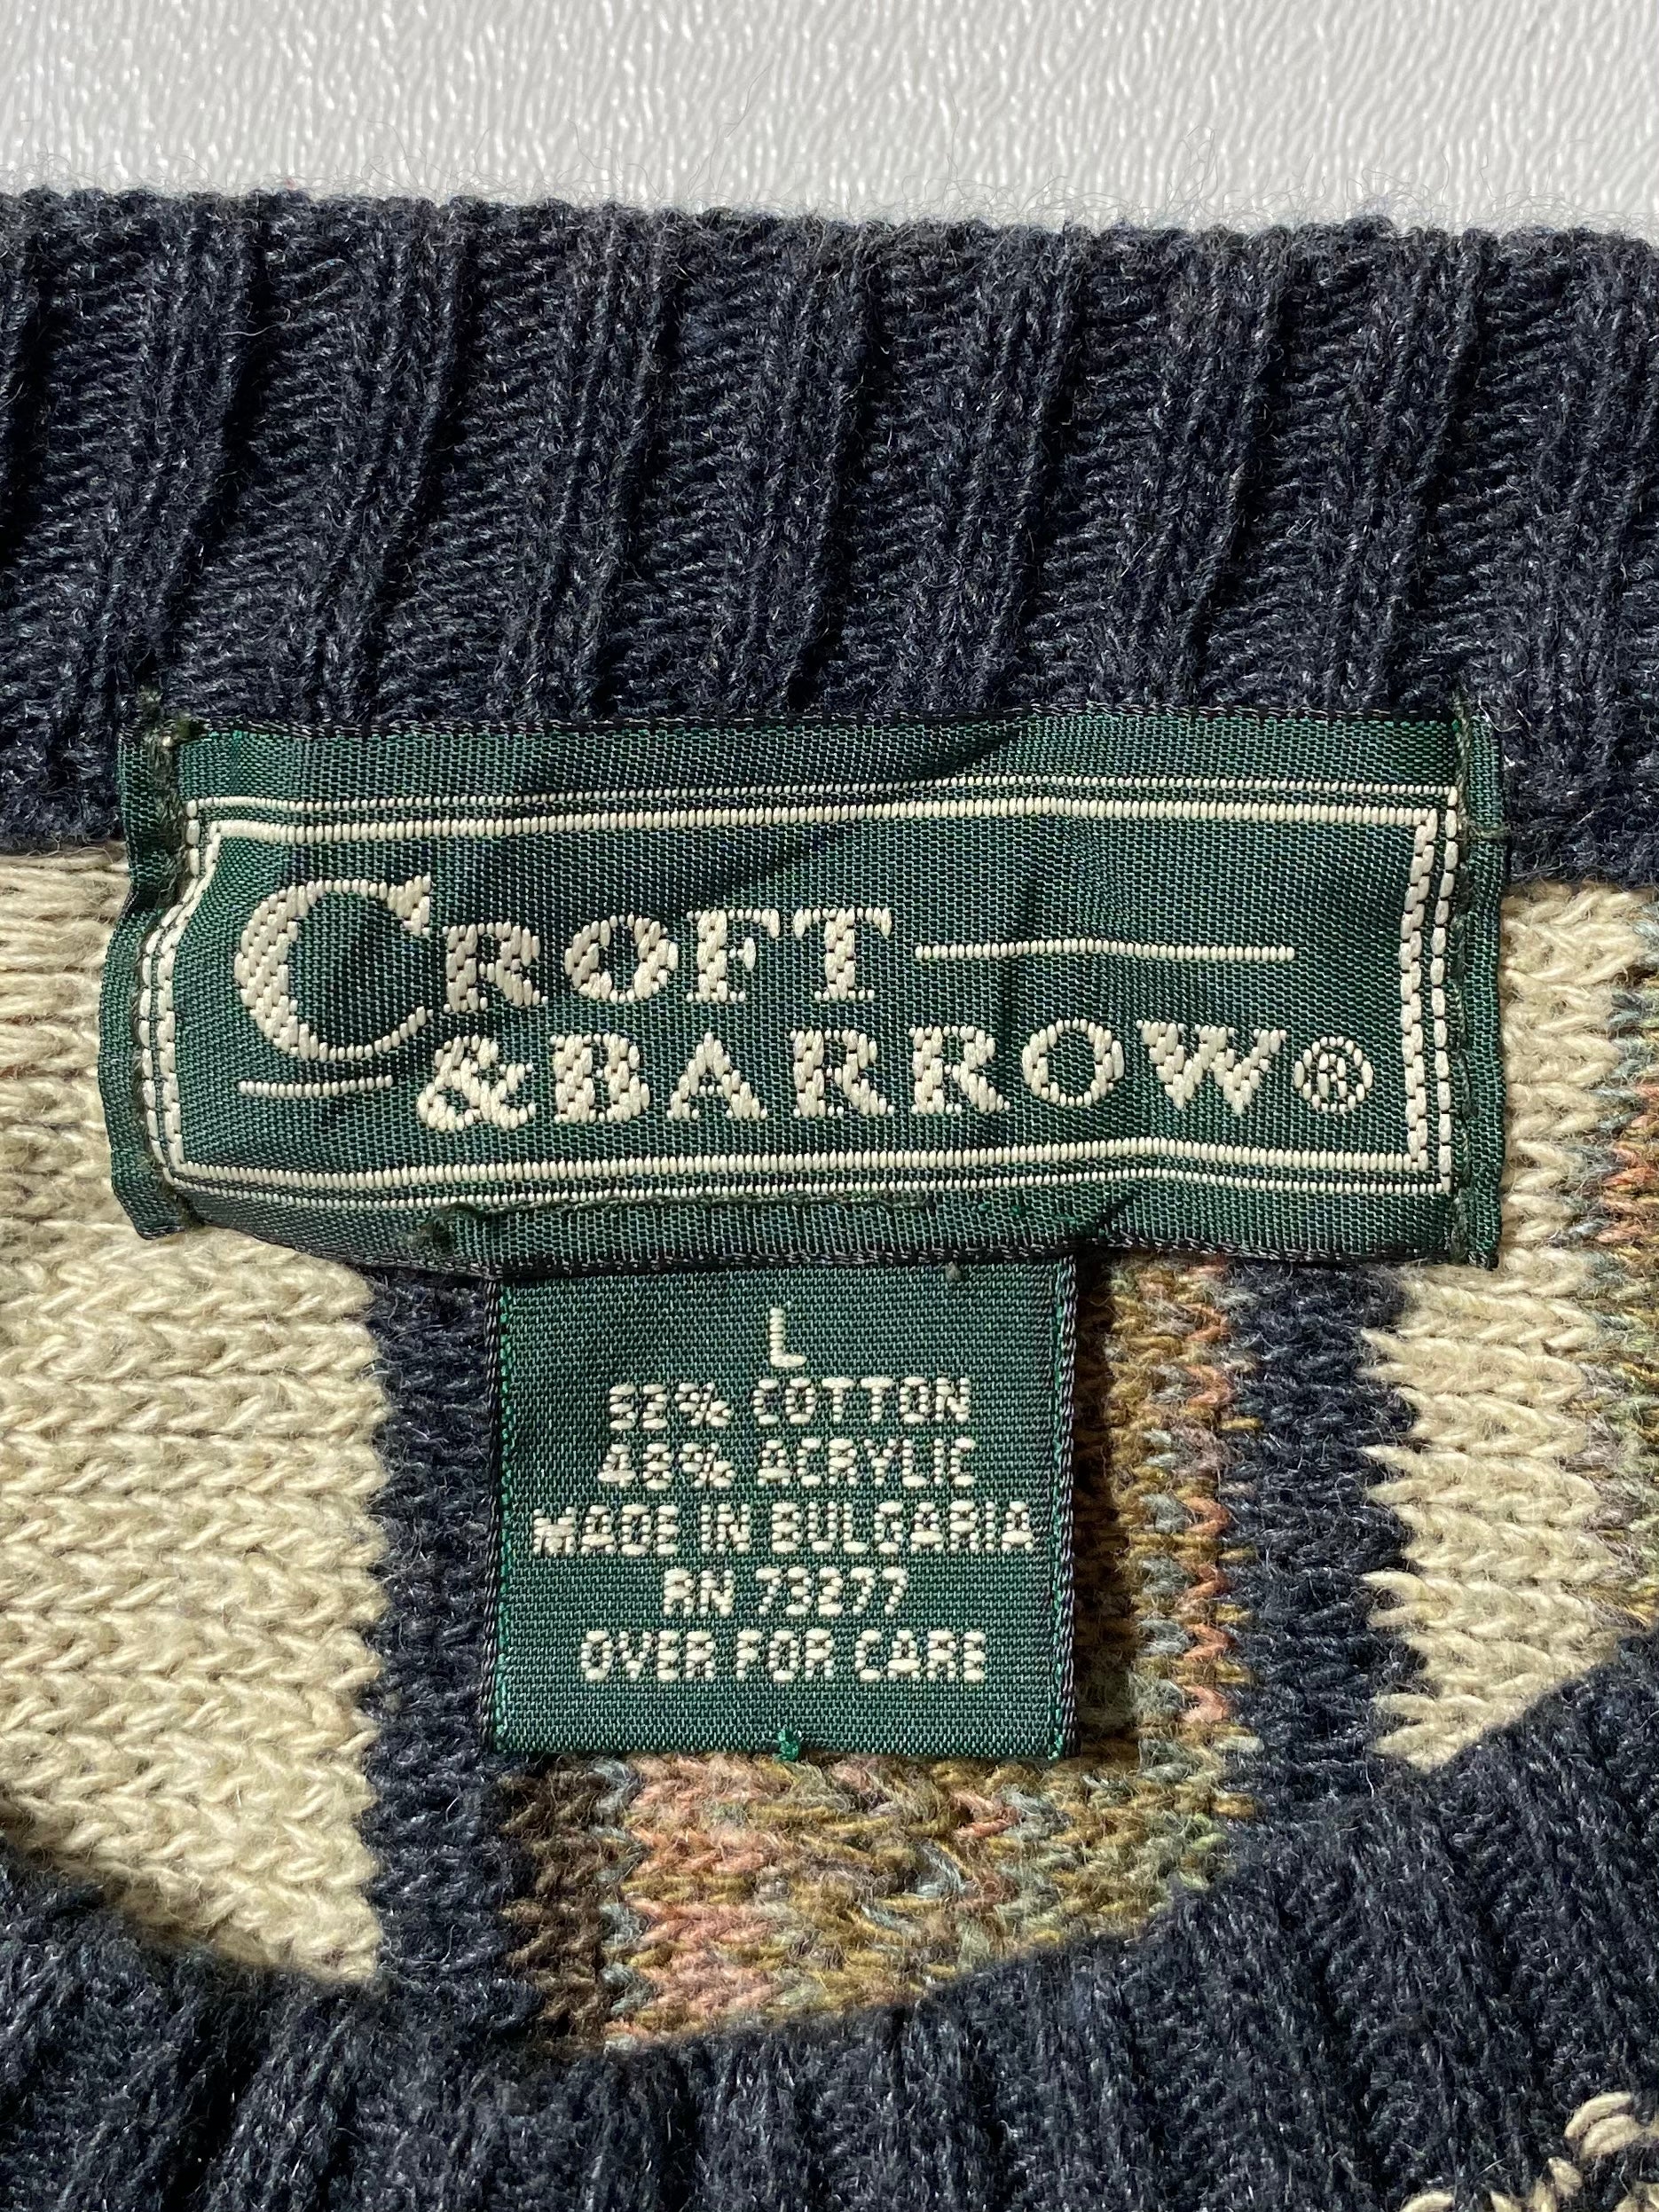 CROFT
&BARROW®
L
52% COTTON
48% ACRYLIC
MADE IN BULGARIA
RN 73277
OVER FOR CARE